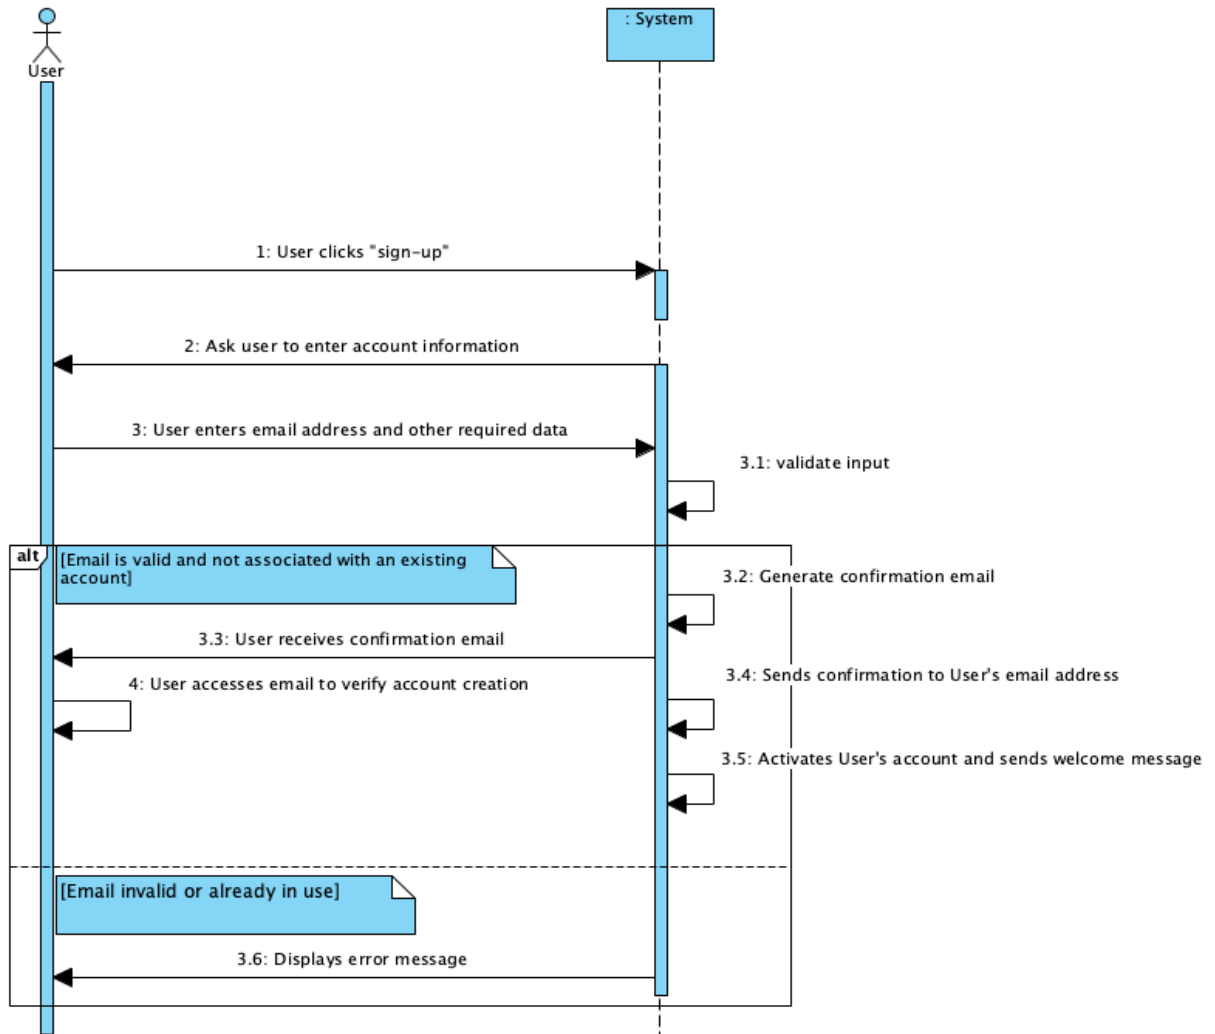 : System
User
1: User clicks "sign-up"
2: Ask user to enter account information
3: User enters email address and other required data
3.1: validate input
alt
[Email is valid and not associated with an existing
account]
3.2: Generate confirmation email
3.3: User receives confirmation email
3.4: Sends confirmation to User's email address
4: User accesses email to verify account creation
3.5: Activates User's account and sends welcome message
[Email invalid or already in use]
3.6: Displays error message